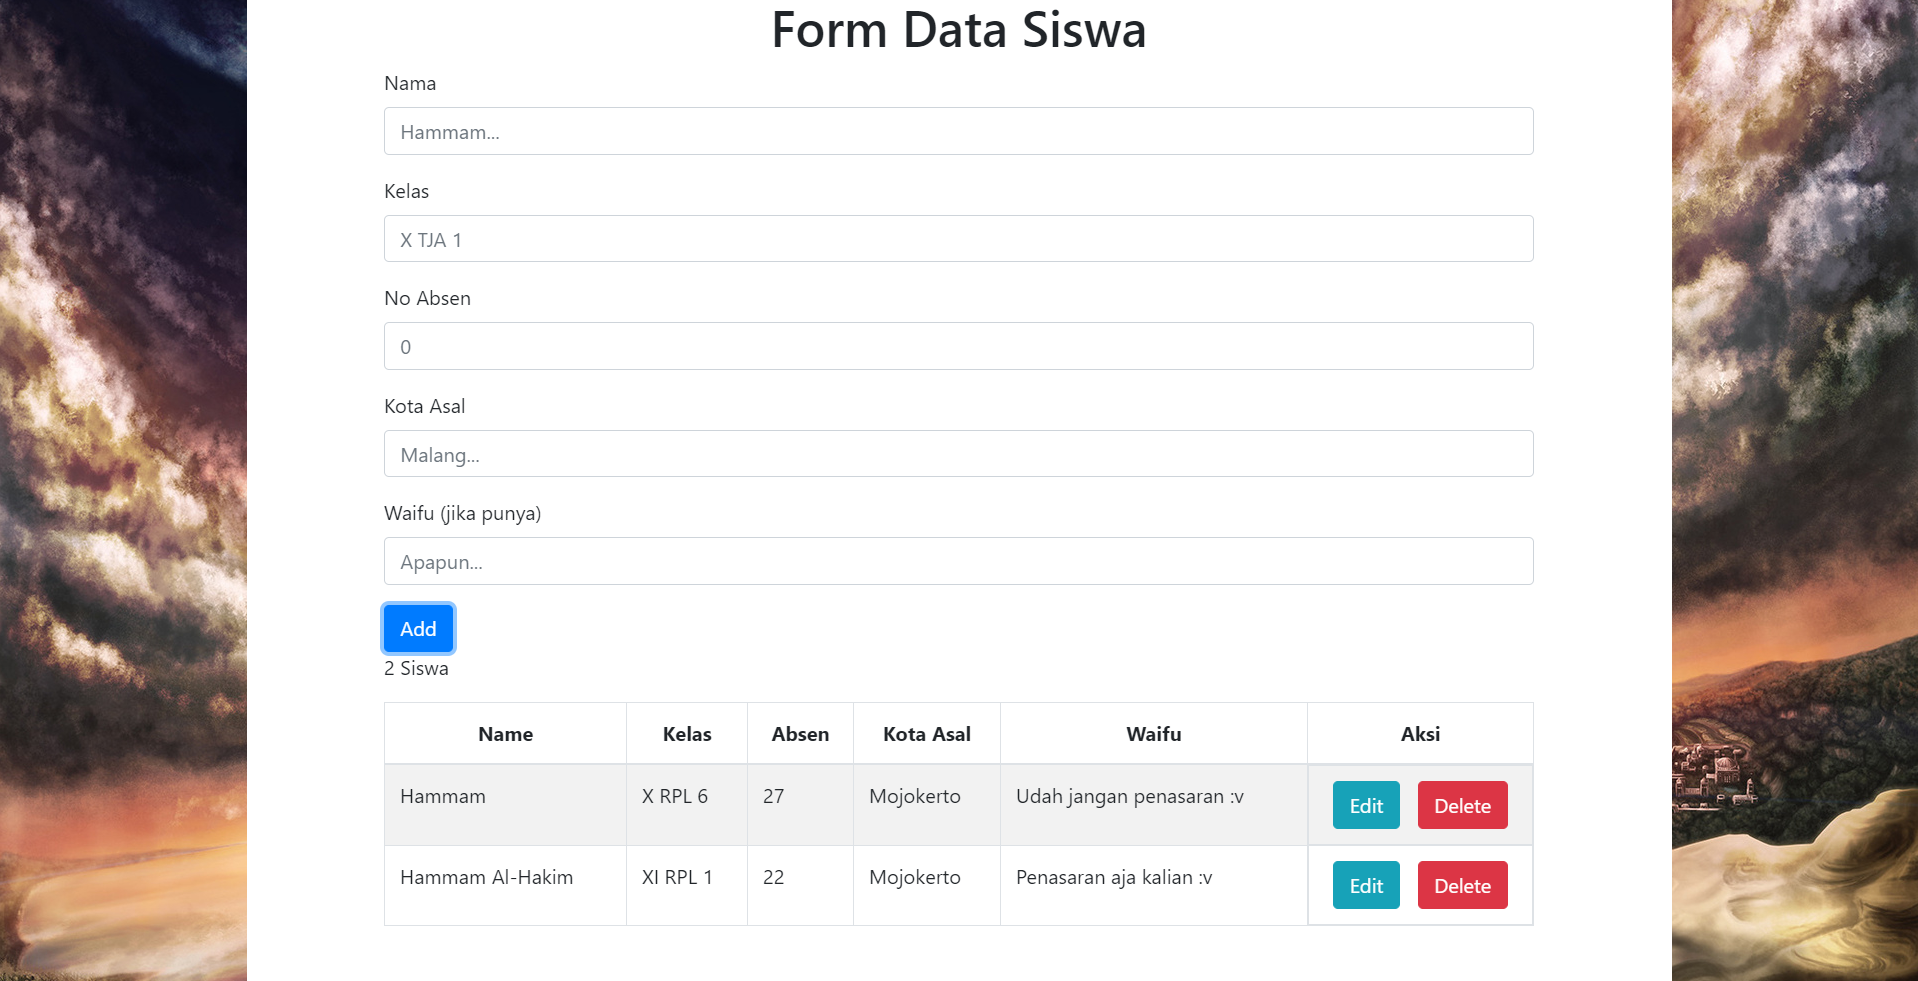 Form Data Siswa
Nama
Hammam...
Kelas
X TJA 1
No Absen
0
Kota Asal
Malang...
Waifu (jika punya)
Apapun...
Add
2 Siswa
Name Kelas Absen Kota Asal Waifu Aksi
Hammam X RPL 6 27 Mojokerto Udah jangan penasaran :v Edit Delete
Hammam Al-Hakim XI RPL 1 22 Mojokerto Penasaran aja kalian :v Edit Delete